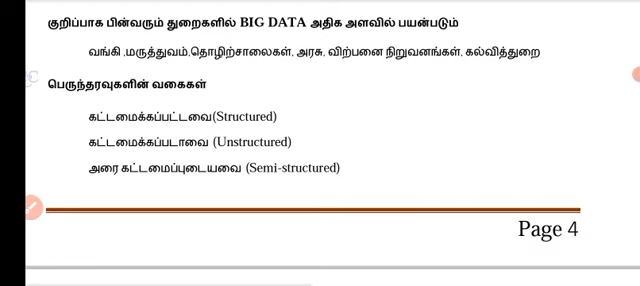 குறிப்பாக பின்வரும் துறைகளில் BIG DATA அதிக அளவில் பயன்படும்
வங்கி ,மருத்துவம்,தொழிற்சாலைகள், அரசு, விற்பனை நிறுவனங்கள், கல்வித்துறை
பெருந்தரவுகளின் வகைகள்
கட்டமைக்கப்பட்டவை(Structured)
கட்டமைக்கப்படாவை (Unstructured)
அரை கட்டமைப்புடையவை (Semi-structured)
Page 4